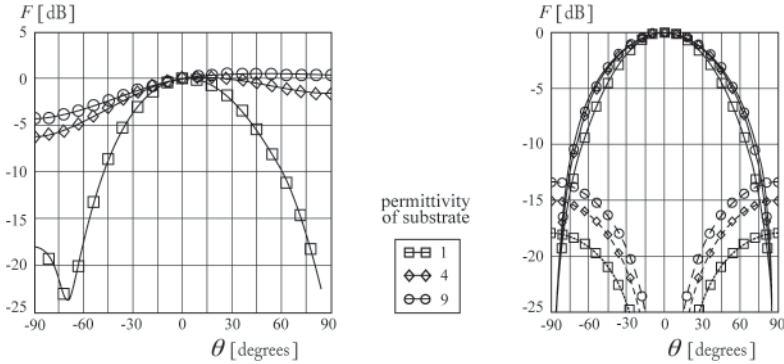 F [dB]
5
0
-5
-10
-15
-20
-25
-90 -60 -30 0 30 60 90
θ [degrees]
permittivity
of substrate
1
4
9
F [dB]
0
-5
-10
-15
-20
-25
-90 -60 -30 0 30 60 90
θ [degrees]